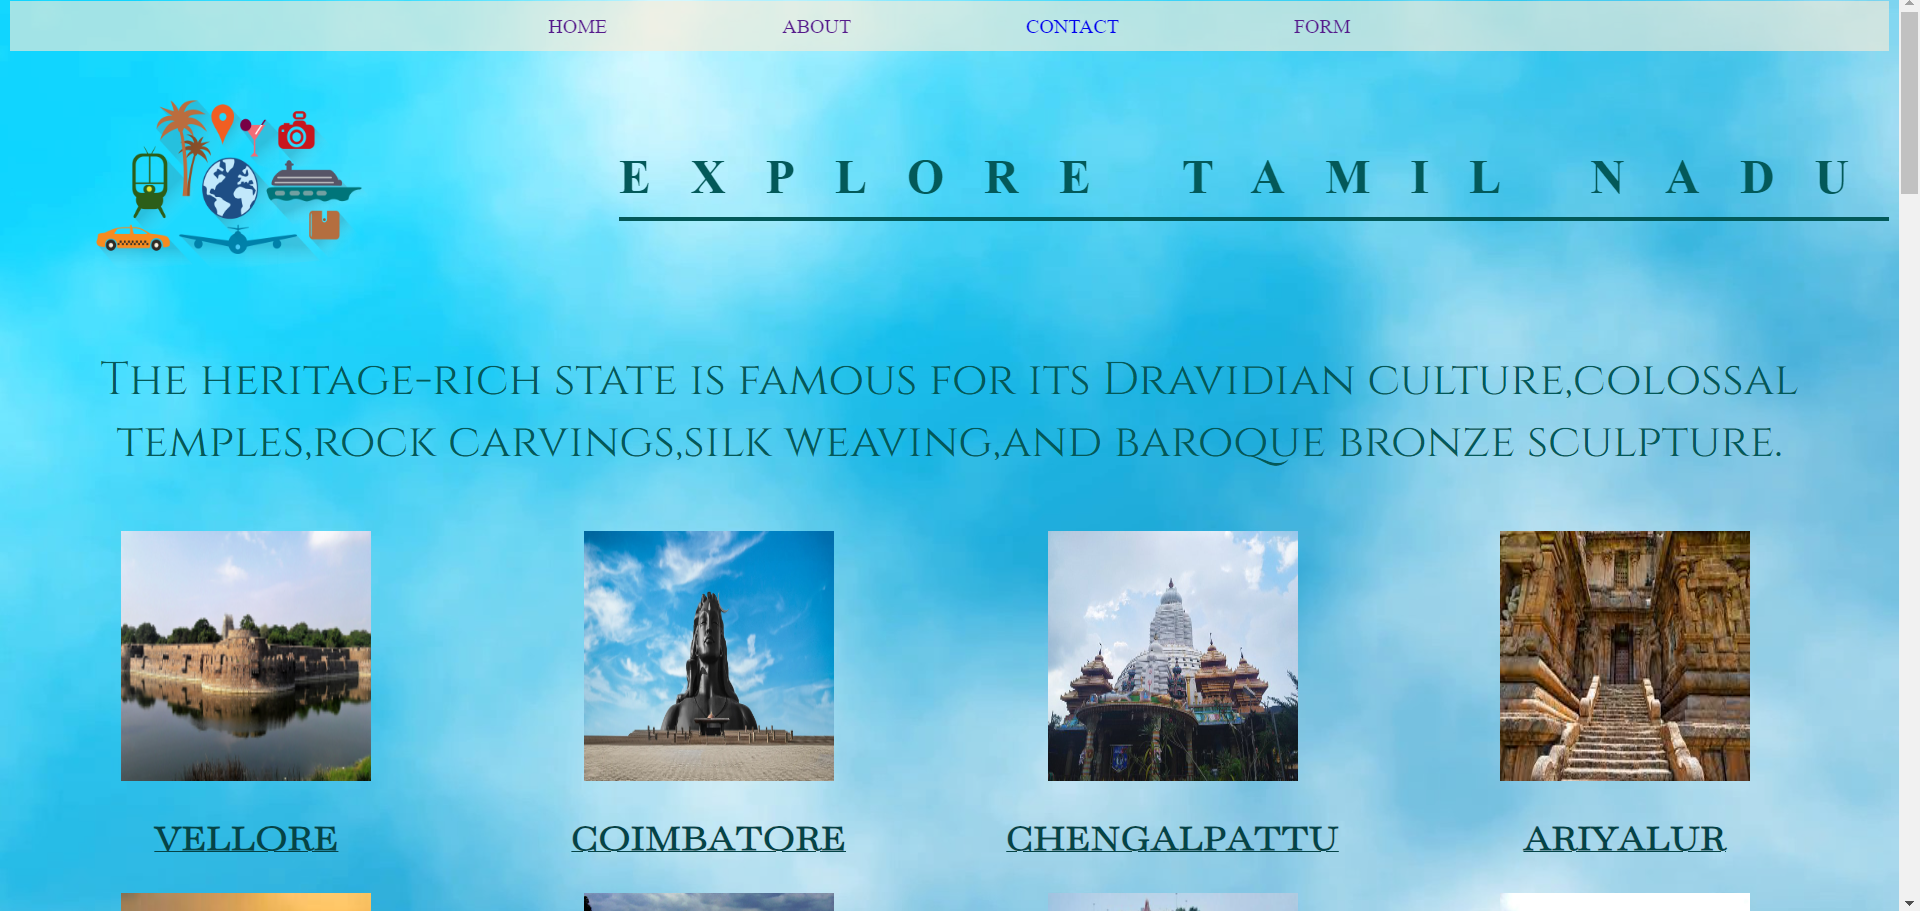 HOME ABOUT CONTACT FORM
EXPLORE TAMIL NADU
The heritage-rich state is famous for its Dravidian culture,colossal
temples,rock carvings,silk weaving,and baroque bronze sculpture.
VELLORE COIMBATORE CHENGALPATTU ARIYALUR